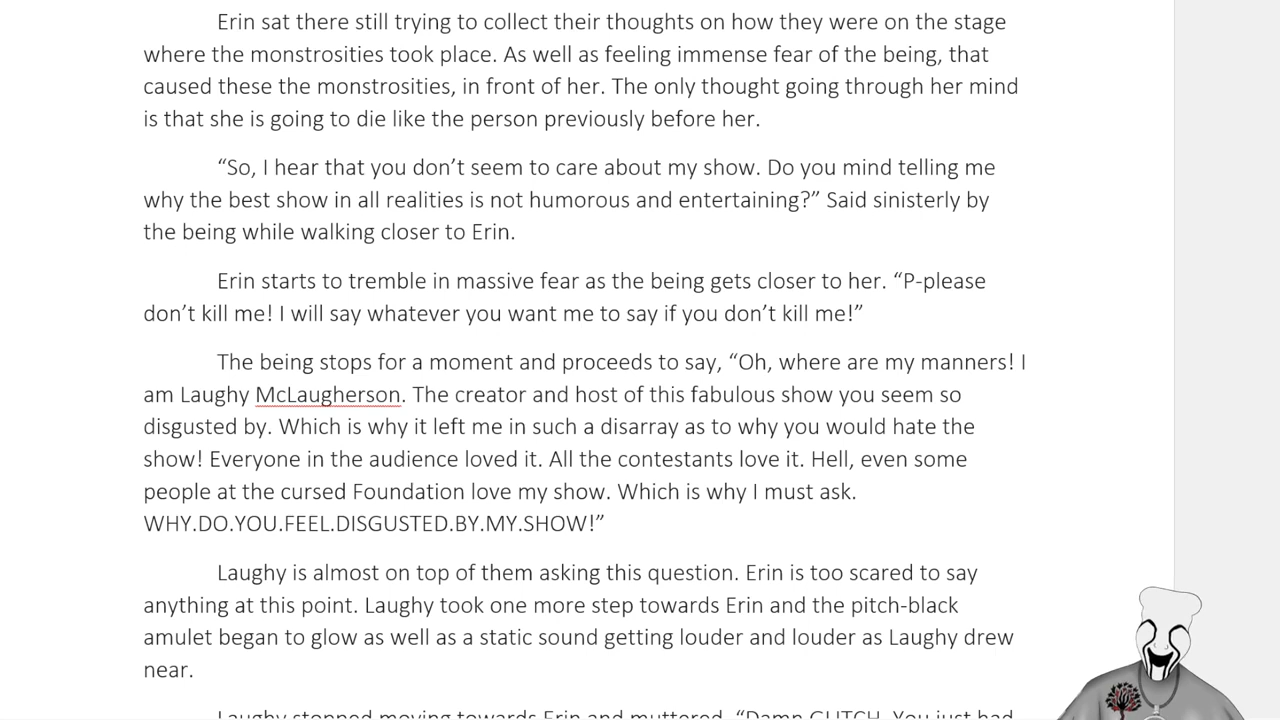 Erin sat there still trying to collect their thoughts on how they were on the stage
where the monstrosities took place. As well as feeling immense fear of the being, that
caused these the monstrosities, in front of her. The only thought going through her mind
is that she is going to die like the person previously before her.
“So, I hear that you don’t seem to care about my show. Do you mind telling me
why the best show in all realities is not humorous and entertaining?” Said sinisterly by
the being while walking closer to Erin.
Erin starts to tremble in massive fear as the being gets closer to her. “P-please
don’t kill me! I will say whatever you want me to say if you don’t kill me!”
The being stops for a moment and proceeds to say, “Oh, where are my manners! I
am Laughy McLaugherson. The creator and host of this fabulous show you seem so
disgusted by. Which is why it left me in such a disarray as to why you would hate the
show! Everyone in the audience loved it. All the contestants love it. Hell, even some
people at the cursed Foundation love my show. Which is why I must ask.
WHY.DO.YOU.FEEL.DISGUSTED.BY.MY.SHOW!”
Laughy is almost on top of them asking this question. Erin is too scared to say
anything at this point. Laughy took one more step towards Erin and the pitch-black
amulet began to glow as well as a static sound getting louder and louder as Laughy drew
near.
Laughy stopped moving towards Erin and muttered, “Damn GLITCH. You just had